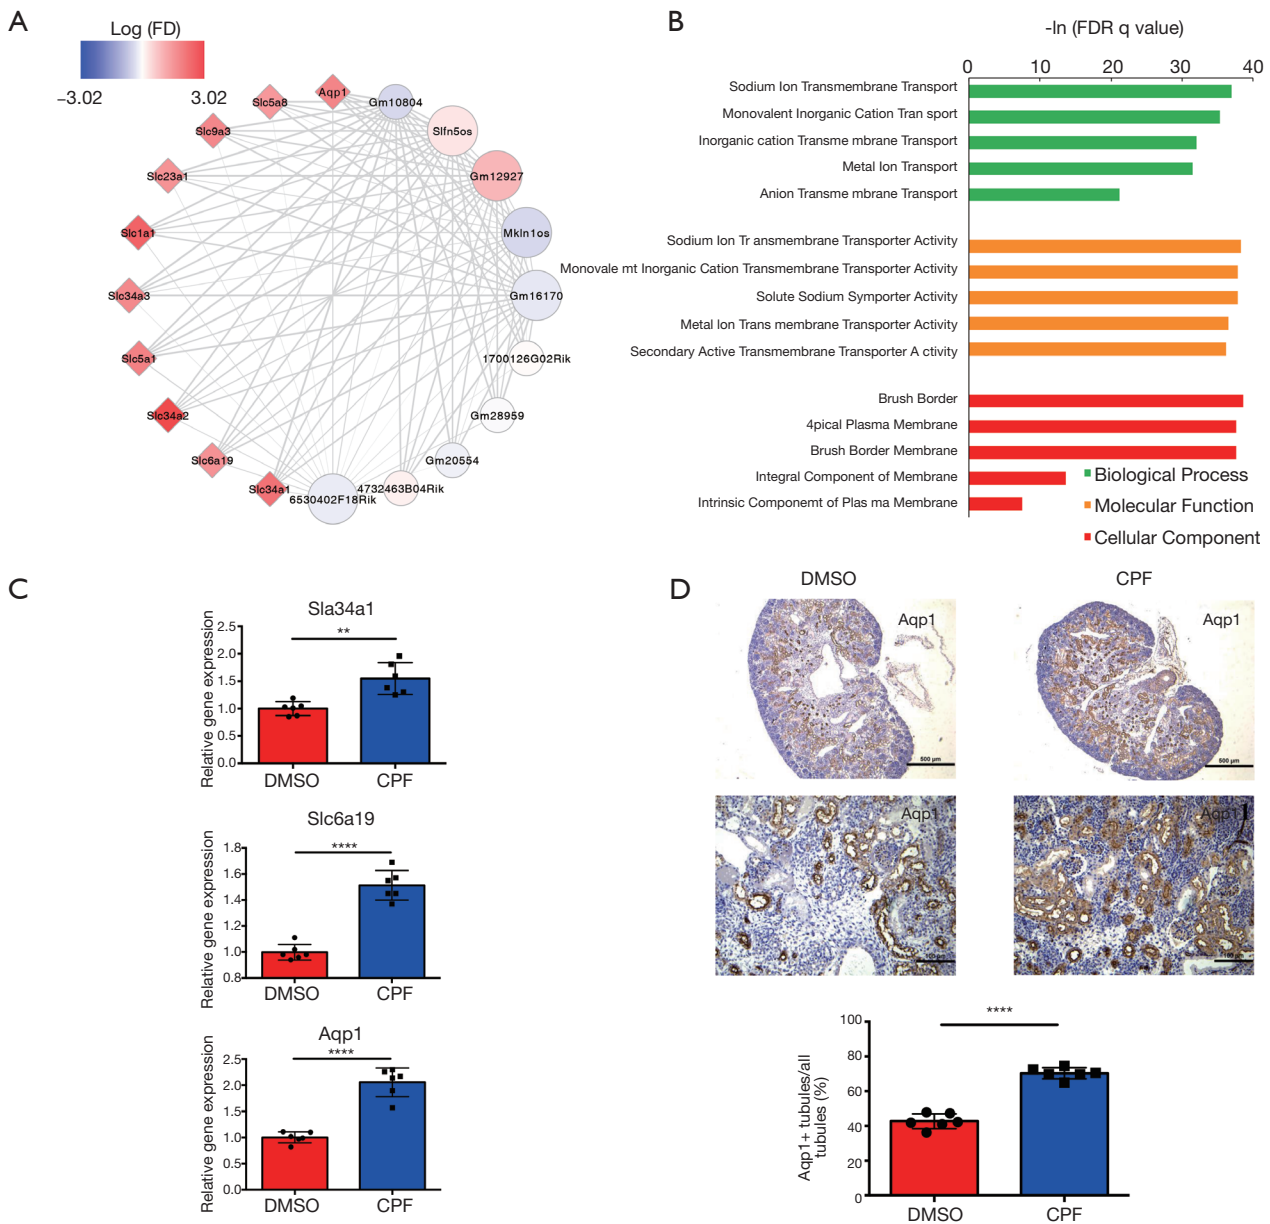 A
Log (FD)
−3.02
3.02
Aqp1
Slc5a8
Slc9a3
Slc23a1
Slc1a1
Slc34a3
Slc5a1
Slc34a2
Slc6a19
Slc34a1
Gm10804
Slfn5os
Gm12927
Mkln1os
Gm16170
1700126G02Rik
Gm28959
Gm20554
4732463B04Rik
6530402F18Rik
B
-ln (FDR q value)
0
10
20
30
40
Sodium Ion Transmembrane Transport
Monovalent Inorganic Cation Tran sport
Inorganic cation Transme mbrane Transport
Metal Ion Transport
Anion Transme mbrane Transport
Sodium Ion Tr ansmembrane Transporter Activity
Monovale mt Inorganic Cation Transmembrane Transporter Activity
Solute Sodium Symporter Activity
Metal Ion Trans membrane Transporter Activity
Secondary Active Transmembrane Transporter A ctivity
Brush Border
4pical Plasma Membrane
Brush Border Membrane
Integral Component of Membrane
Intrinsic Componemt of Plas ma Membrane
Biological Process
Molecular Function
Cellular Component
C
Sla34a1
**
Relative gene expression
2.5
2.0
1.5
1.0
0.5
0.0
DMSO
CPF
Slc6a19
****
Relative gene expression
1.8
1.6
1.4
1.2
1.0
0.8
DMSO
CPF
Aqp1
****
Relative gene expression
2.5
2.0
1.5
1.0
0.5
0.0
DMSO
CPF
D
DMSO
CPF
Aqp1
500 μm
Aqp1
500 μm
Aqp1
100 μm
Aqp1
100 μm
****
Aqp1+ tubules/all
tubules (%)
100
80
60
40
20
0
DMSO
CPF